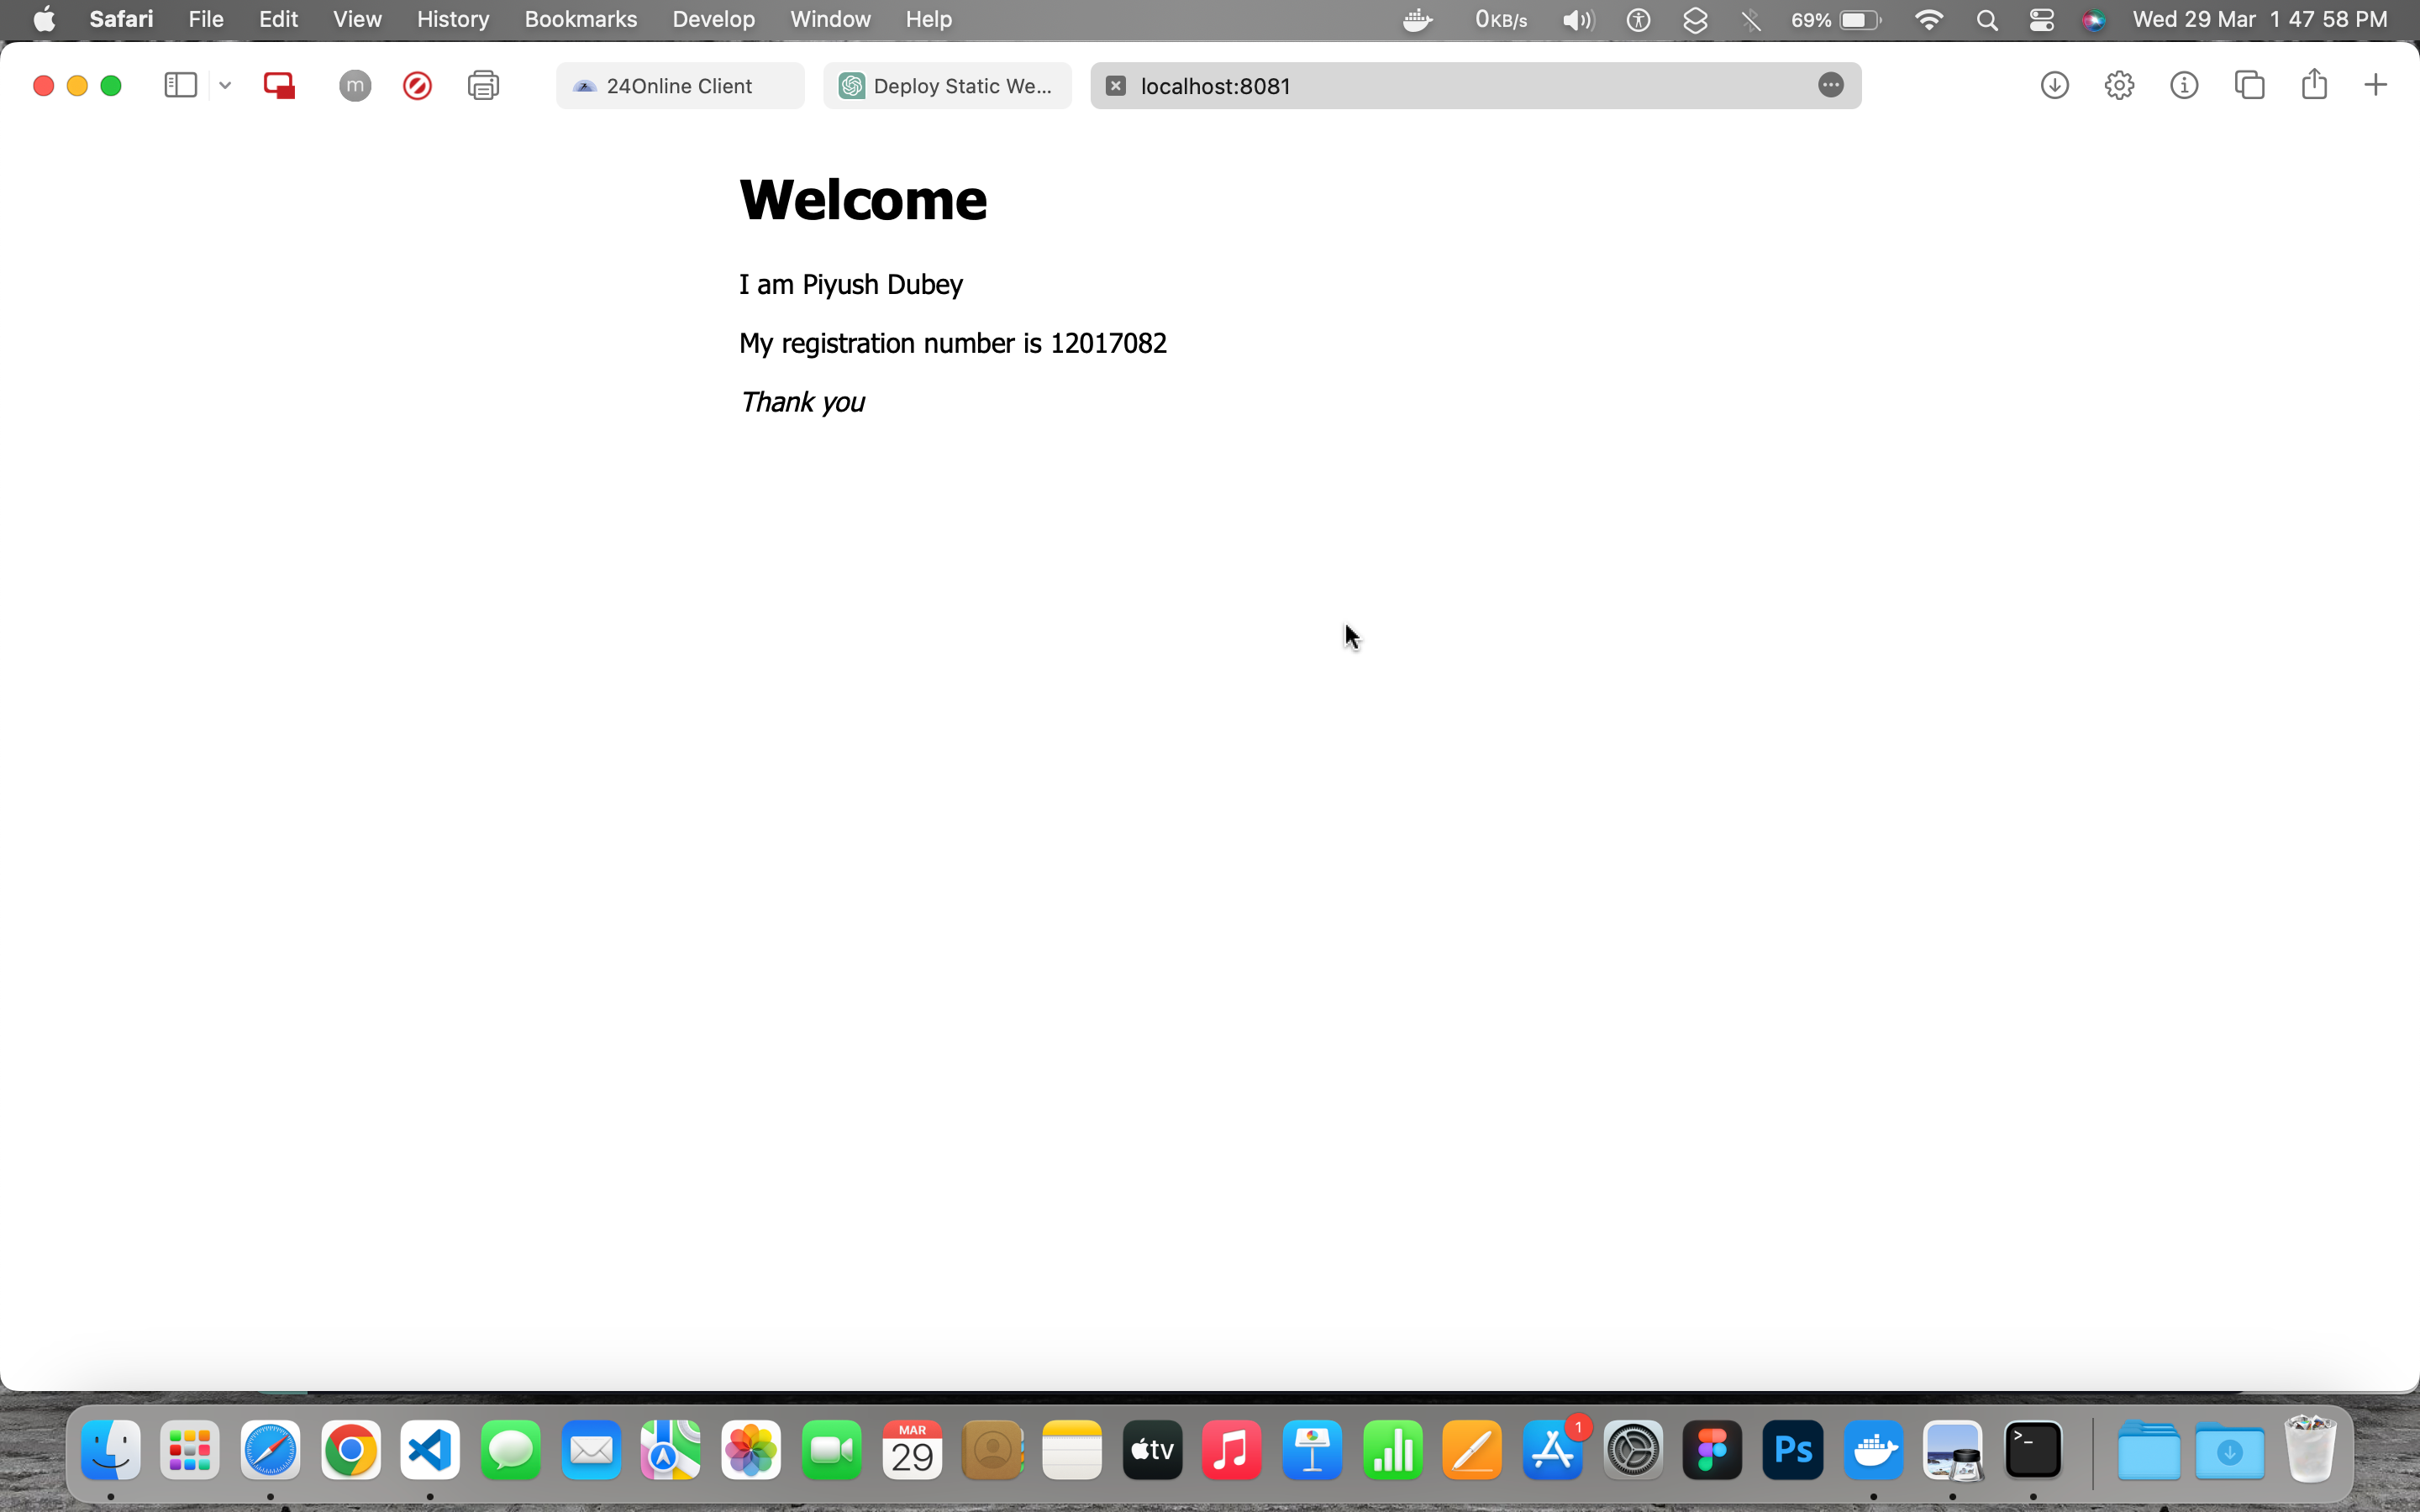 Safari File Edit View History Bookmarks Develop Window Help 0KB/s 69% Wed 29 Mar 1 47 58 PM
m 24Online Client Deploy Static We... localhost:8081
Welcome
I am Piyush Dubey
My registration number is 12017082
Thank you
MAR
29
tv
1
Ps
>_